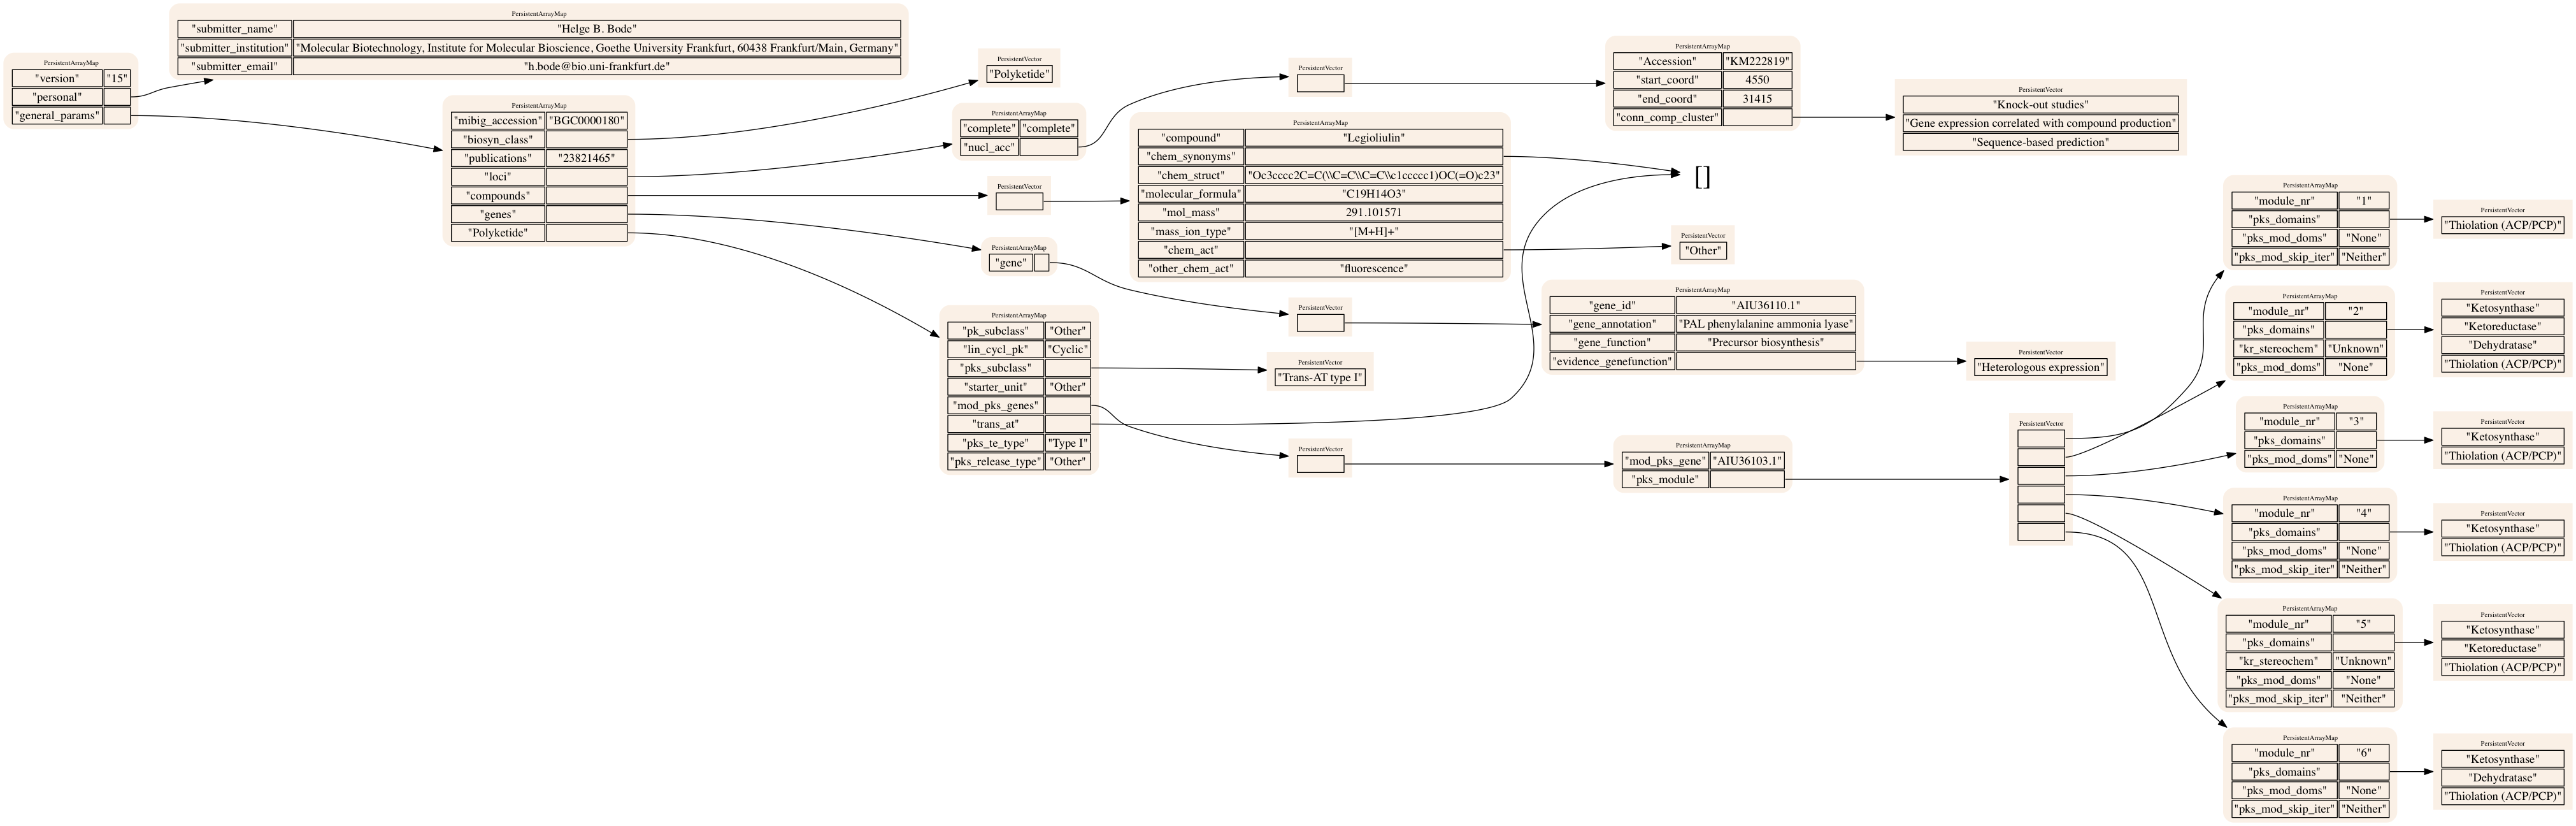 PersistentArrayMap
"version" "15"
"personal"
"general_params"
PersistentArrayMap
"submitter_name" "Helge B. Bode"
"submitter_institution" "Molecular Biotechnology, Institute for Molecular Bioscience, Goethe University Frankfurt, 60438 Frankfurt/Main, Germany"
"submitter_email" "h.bode@bio.uni-frankfurt.de"
PersistentArrayMap
"mibig_accession" "BGC0000180"
"biosyn_class"
"publications" "23821465"
"loci"
"compounds"
"genes"
"Polyketide"
PersistentVector
"Polyketide"
PersistentArrayMap
"complete" "complete"
"nucl_acc"
PersistentVector
PersistentArrayMap
"gene"
PersistentArrayMap
"pk_subclass" "Other"
"lin_cycl_pk" "Cyclic"
"pks_subclass"
"starter_unit" "Other"
"mod_pks_genes"
"trans_at"
"pks_te_type" "Type I"
"pks_release_type" "Other"
PersistentVector
PersistentArrayMap
"compound" "Legioliulin"
"chem_synonyms"
"chem_struct" "Oc3cccc2C=C(\\C=C\\C=C\\c1ccccc1)OC(=O)c23"
"molecular_formula" "C19H14O3"
"mol_mass" 291.101571
"mass_ion_type" "[M+H]+"
"chem_act"
"other_chem_act" "fluorescence"
PersistentVector
PersistentVector
"Trans-AT type I"
PersistentVector
PersistentArrayMap
"Accession" "KM222819"
"start_coord" 4550
"end_coord" 31415
"conn_comp_cluster"
[]
PersistentVector
"Other"
PersistentArrayMap
"gene_id" "AIU36110.1"
"gene_annotation" "PAL phenylalanine ammonia lyase"
"gene_function" "Precursor biosynthesis"
"evidence_genefunction"
PersistentArrayMap
"mod_pks_gene" "AIU36103.1"
"pks_module"
PersistentVector
"Knock-out studies"
"Gene expression correlated with compound production"
"Sequence-based prediction"
PersistentVector
"Heterologous expression"
PersistentVector
PersistentArrayMap
"module_nr" "1"
"pks_domains"
"pks_mod_doms" "None"
"pks_mod_skip_iter" "Neither"
PersistentVector
"Thiolation (ACP/PCP)"
PersistentArrayMap
"module_nr" "2"
"pks_domains"
"kr_stereochem" "Unknown"
"pks_mod_doms" "None"
PersistentVector
"Ketosynthase"
"Ketoreductase"
"Dehydratase"
"Thiolation (ACP/PCP)"
PersistentArrayMap
"module_nr" "3"
"pks_domains"
"pks_mod_doms" "None"
PersistentVector
"Ketosynthase"
"Thiolation (ACP/PCP)"
PersistentArrayMap
"module_nr" "4"
"pks_domains"
"pks_mod_doms" "None"
"pks_mod_skip_iter" "Neither"
PersistentVector
"Ketosynthase"
"Thiolation (ACP/PCP)"
PersistentArrayMap
"module_nr" "5"
"pks_domains"
"kr_stereochem" "Unknown"
"pks_mod_doms" "None"
"pks_mod_skip_iter" "Neither"
PersistentVector
"Ketosynthase"
"Ketoreductase"
"Thiolation (ACP/PCP)"
PersistentArrayMap
"module_nr" "6"
"pks_domains"
"pks_mod_doms" "None"
"pks_mod_skip_iter" "Neither"
PersistentVector
"Ketosynthase"
"Dehydratase"
"Thiolation (ACP/PCP)"